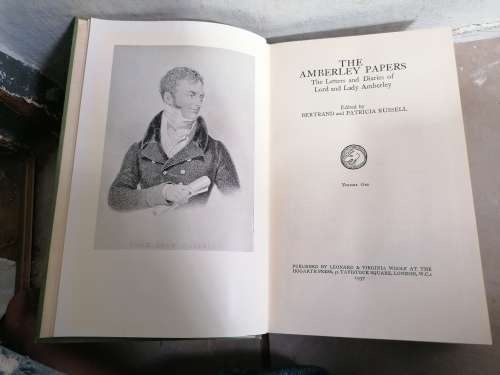 THE
AMBERLEY PAPERS
The Letters and Diaries of
Lord and Lady Amberley
Edited by
BERTRAND and PATRICIA RUSSELL
Volume One
PUBLISHED BY LEONARD & VIRGINIA WOOLF AT THE
HOGARTH PRESS, 52 TAVISTOCK SQUARE, LONDON, W.C.1
1937